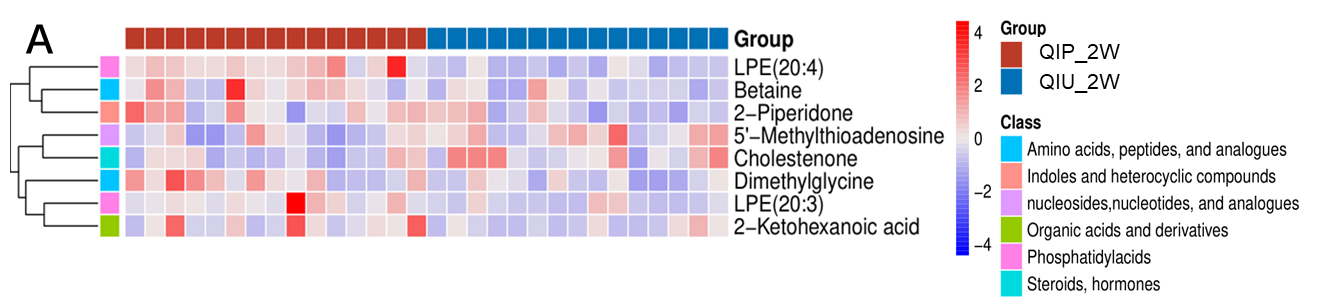 A
Group
LPE(20:4)
Betaine
2−Piperidone
5'−Methylthioadenosine
Cholestenone
Dimethylglycine
LPE(20:3)
2−Ketohexanoic acid
4
2
0
−2
−4
Group
QIP_2W
QIU_2W
Class
Amino acids, peptides, and analogues
Indoles and heterocyclic compounds
nucleosides,nucleotides, and analogues
Organic acids and derivatives
Phosphatidylacids
Steroids, hormones